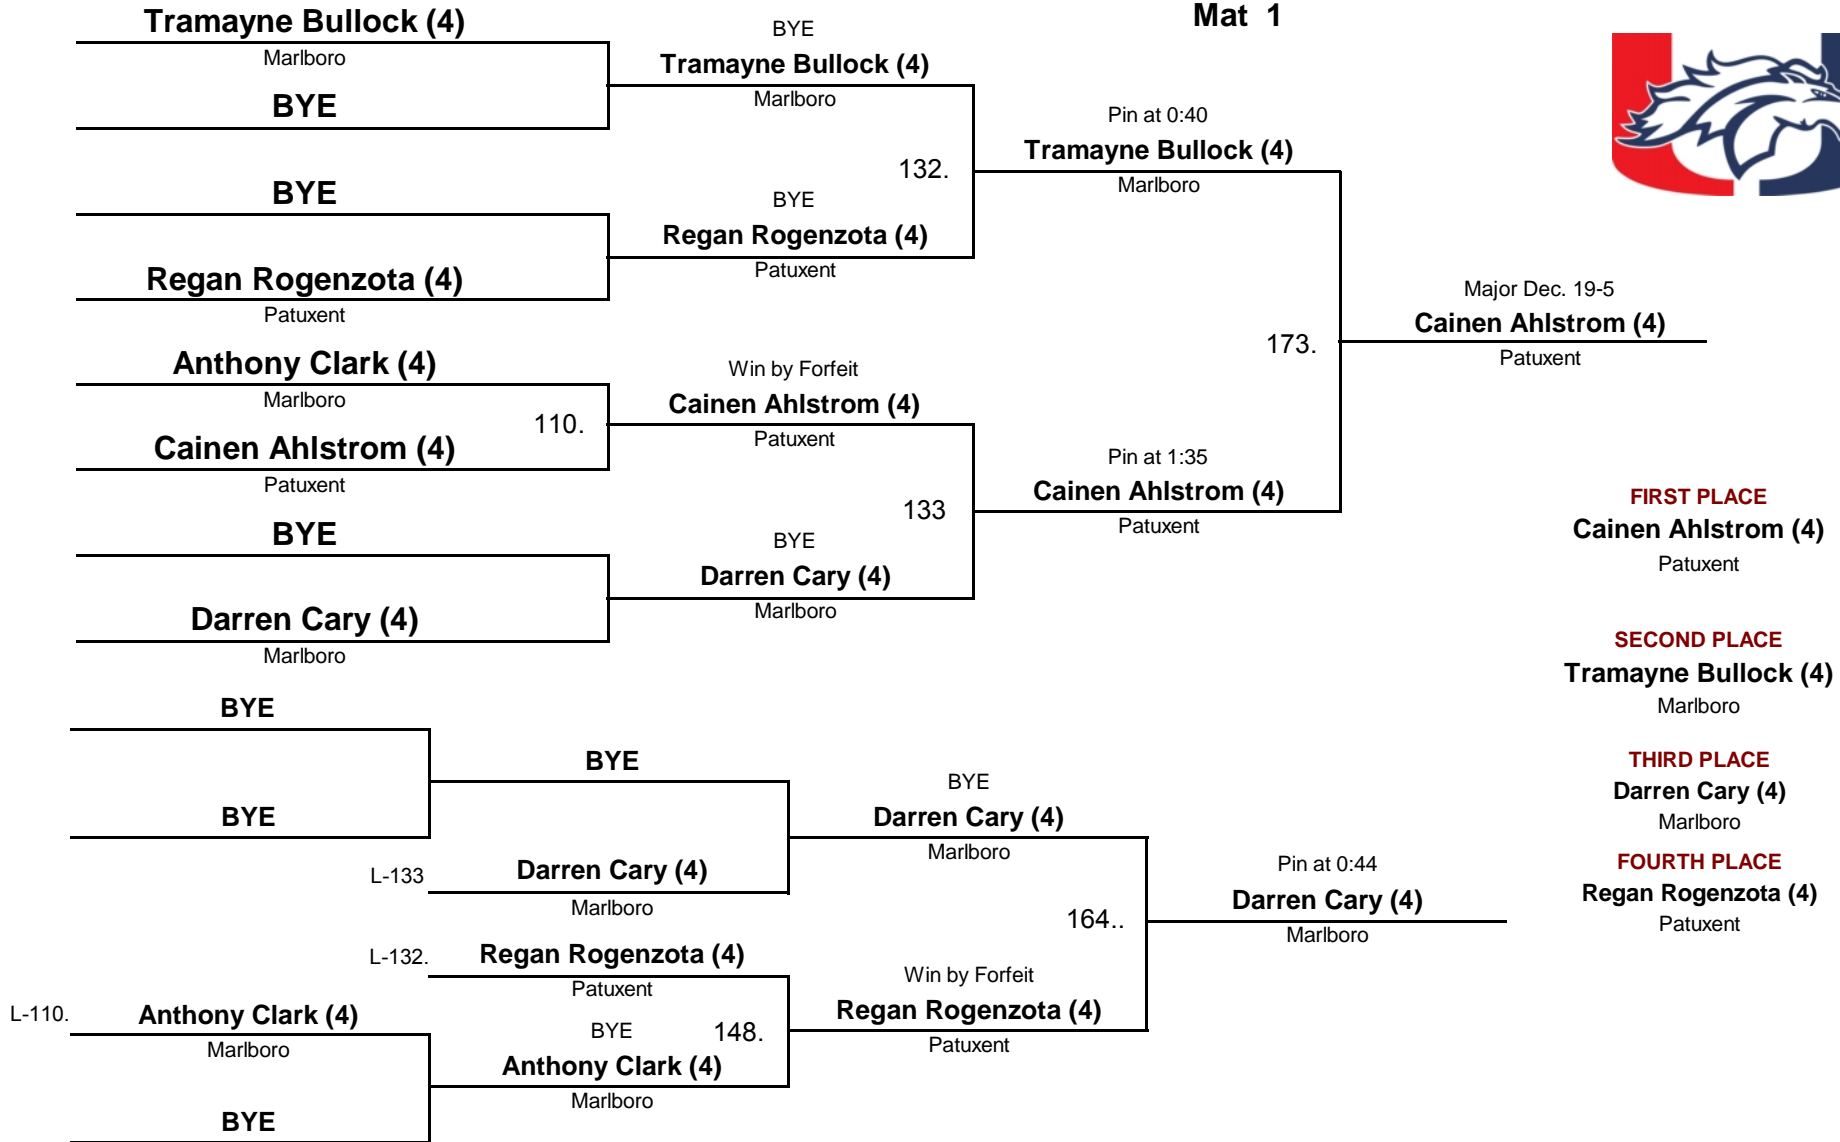 Mat 1
Tramayne Bullock (4)
Marlboro
BYE
BYE
Regan Rogenzota (4)
Patuxent
Anthony Clark (4)
Marlboro
110.
Cainen Ahlstrom (4)
Patuxent
BYE
Darren Cary (4)
Marlboro
BYE
Tramayne Bullock (4)
Marlboro
132.
BYE
Regan Rogenzota (4)
Patuxent
Win by Forfeit
Cainen Ahlstrom (4)
Patuxent
133
BYE
Darren Cary (4)
Marlboro
Pin at 0:40
Tramayne Bullock (4)
Marlboro
173.
Pin at 1:35
Cainen Ahlstrom (4)
Patuxent
Major Dec. 19-5
Cainen Ahlstrom (4)
Patuxent
FIRST PLACE
Cainen Ahlstrom (4)
Patuxent
SECOND PLACE
Tramayne Bullock (4)
Marlboro
THIRD PLACE
Darren Cary (4)
Marlboro
FOURTH PLACE
Regan Rogenzota (4)
Patuxent
BYE
BYE
L-110.
Anthony Clark (4)
Marlboro
BYE
BYE
L-133
Darren Cary (4)
Marlboro
L-132.
Regan Rogenzota (4)
Patuxent
BYE
148.
Anthony Clark (4)
Marlboro
BYE
Darren Cary (4)
Marlboro
164..
Win by Forfeit
Regan Rogenzota (4)
Patuxent
Pin at 0:44
Darren Cary (4)
Marlboro